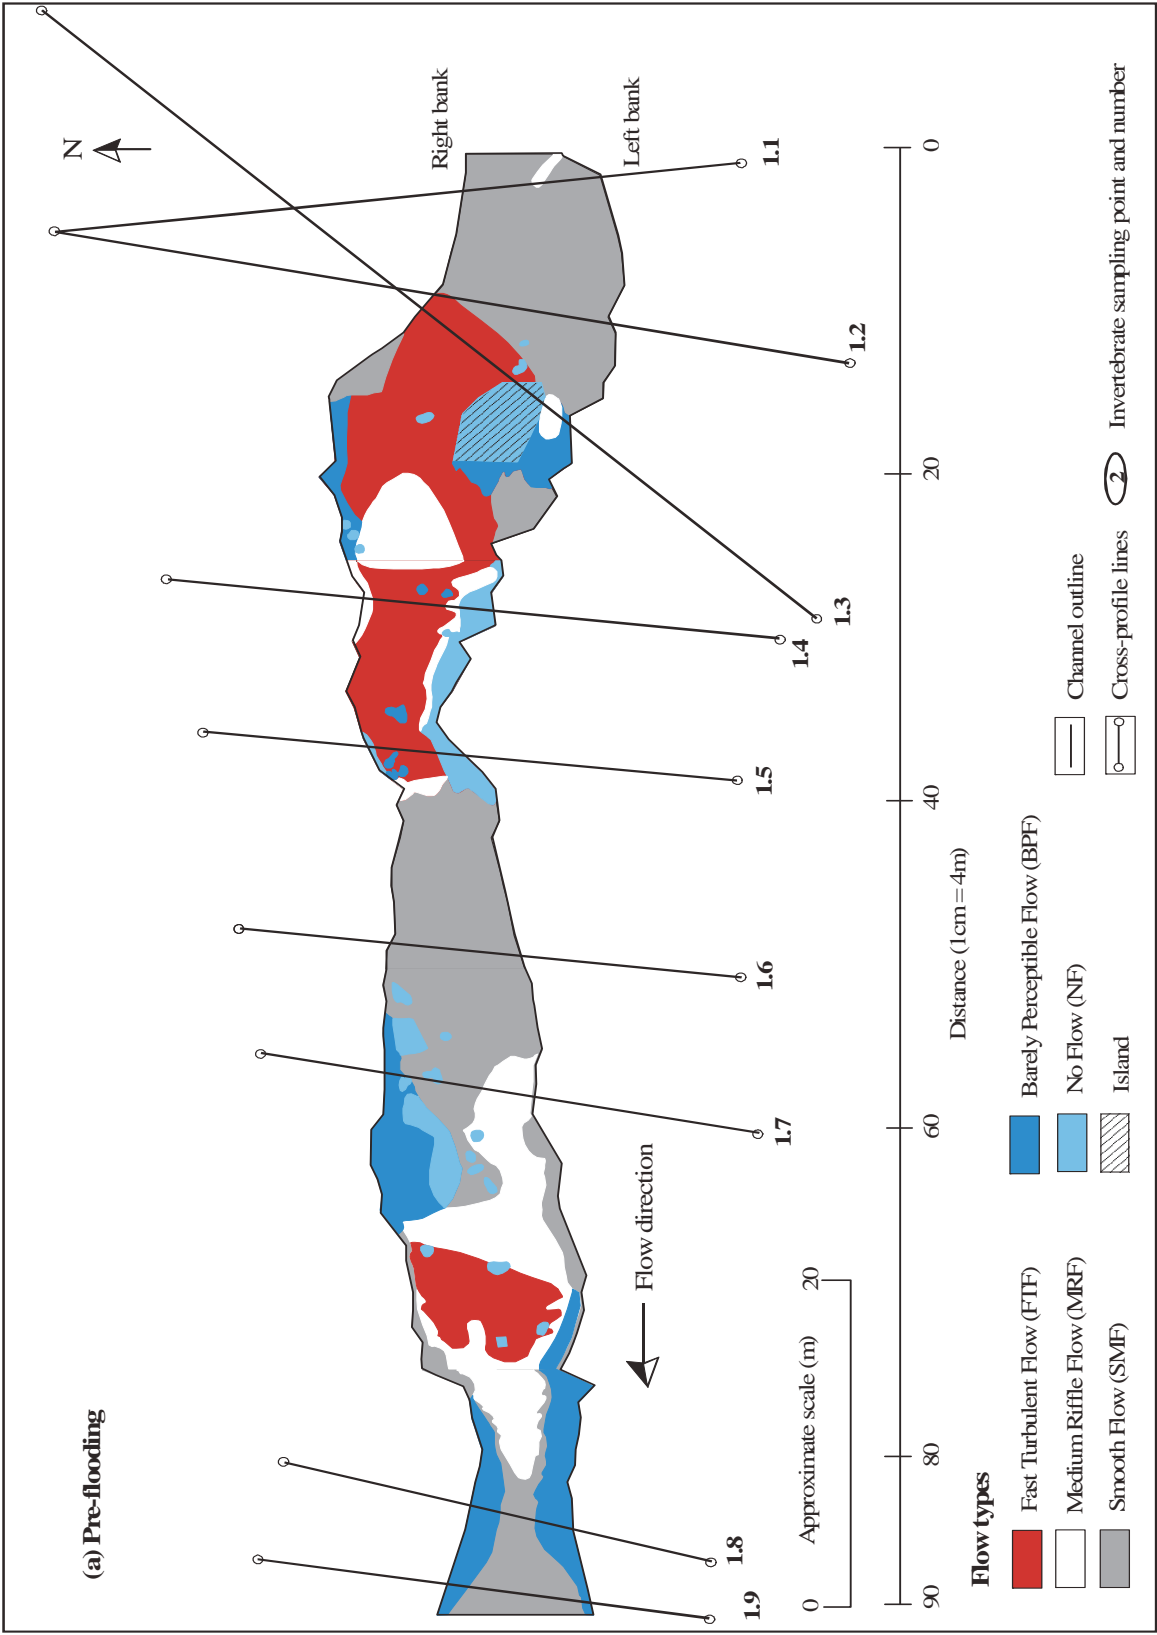 (a) Pre-flooding
N
Right bank
Left bank
1.9
1.8
1.7
1.6
1.5
1.4
1.3
1.2
1.1
Flow direction
Approximate scale (m)
0
20
90
80
60
40
20
0
Distance (1cm = 4m)
Flow types
Fast Turbulent Flow (FTF)
Medium Riffle Flow (MRF)
Smooth Flow (SMF)
Barely Perceptible Flow (BPF)
No Flow (NF)
Island
Channel outline
Cross-profile lines
2
Invertebrate sampling point and number